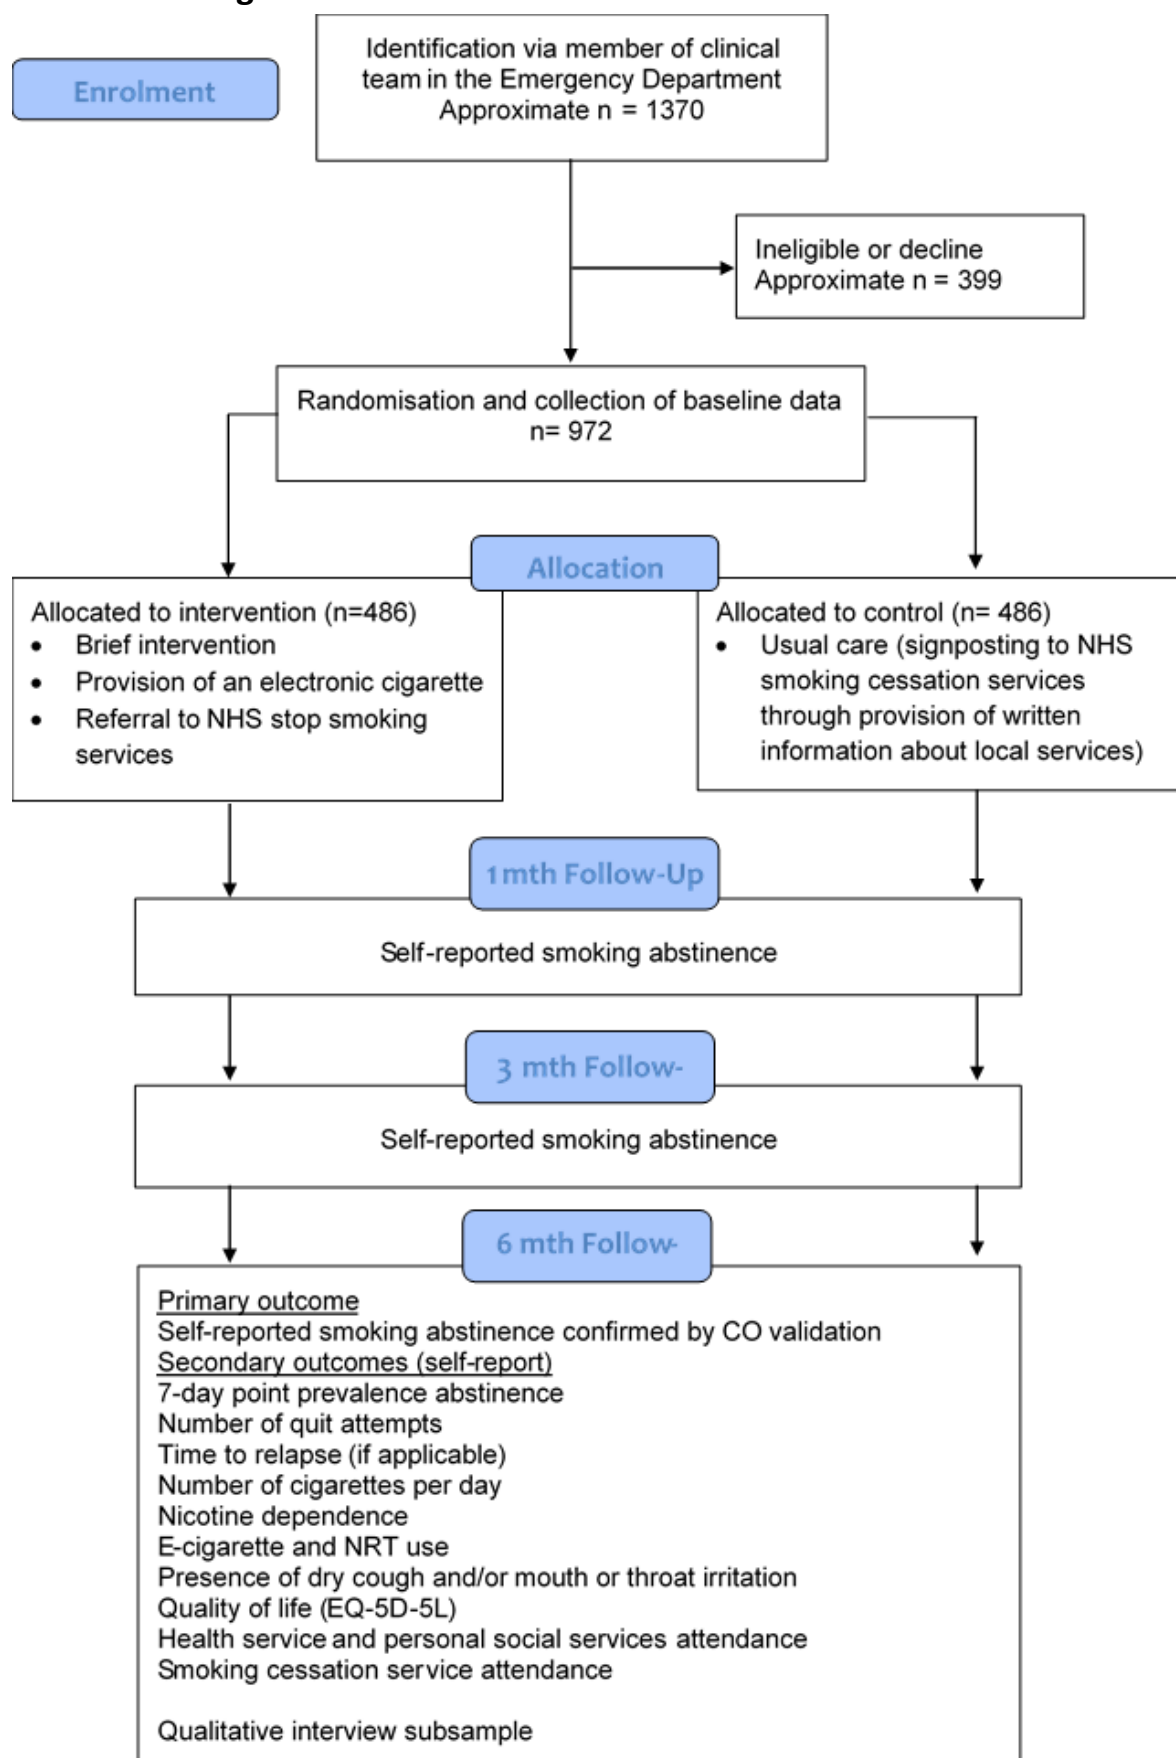 Identification via member of clinical
team in the Emergency Department
Approximate n = 1370
Enrolment
Ineligible or decline
Approximate n = 399
Randomisation and collection of baseline data
n= 972
Allocation
Allocated to intervention (n=486)
• Brief intervention
• Provision of an electronic cigarette
• Referral to NHS stop smoking
services
Allocated to control (n= 486)
• Usual care (signposting to NHS
smoking cessation services
through provision of written
information about local services)
1 mth Follow-Up
Self-reported smoking abstinence
3 mth Follow-
Self-reported smoking abstinence
6 mth Follow-
Primary outcome
Self-reported smoking abstinence confirmed by CO validation
Secondary outcomes (self-report)
7-day point prevalence abstinence
Number of quit attempts
Time to relapse (if applicable)
Number of cigarettes per day
Nicotine dependence
E-cigarette and NRT use
Presence of dry cough and/or mouth or throat irritation
Quality of life (EQ-5D-5L)
Health service and personal social services attendance
Smoking cessation service attendance
Qualitative interview subsample